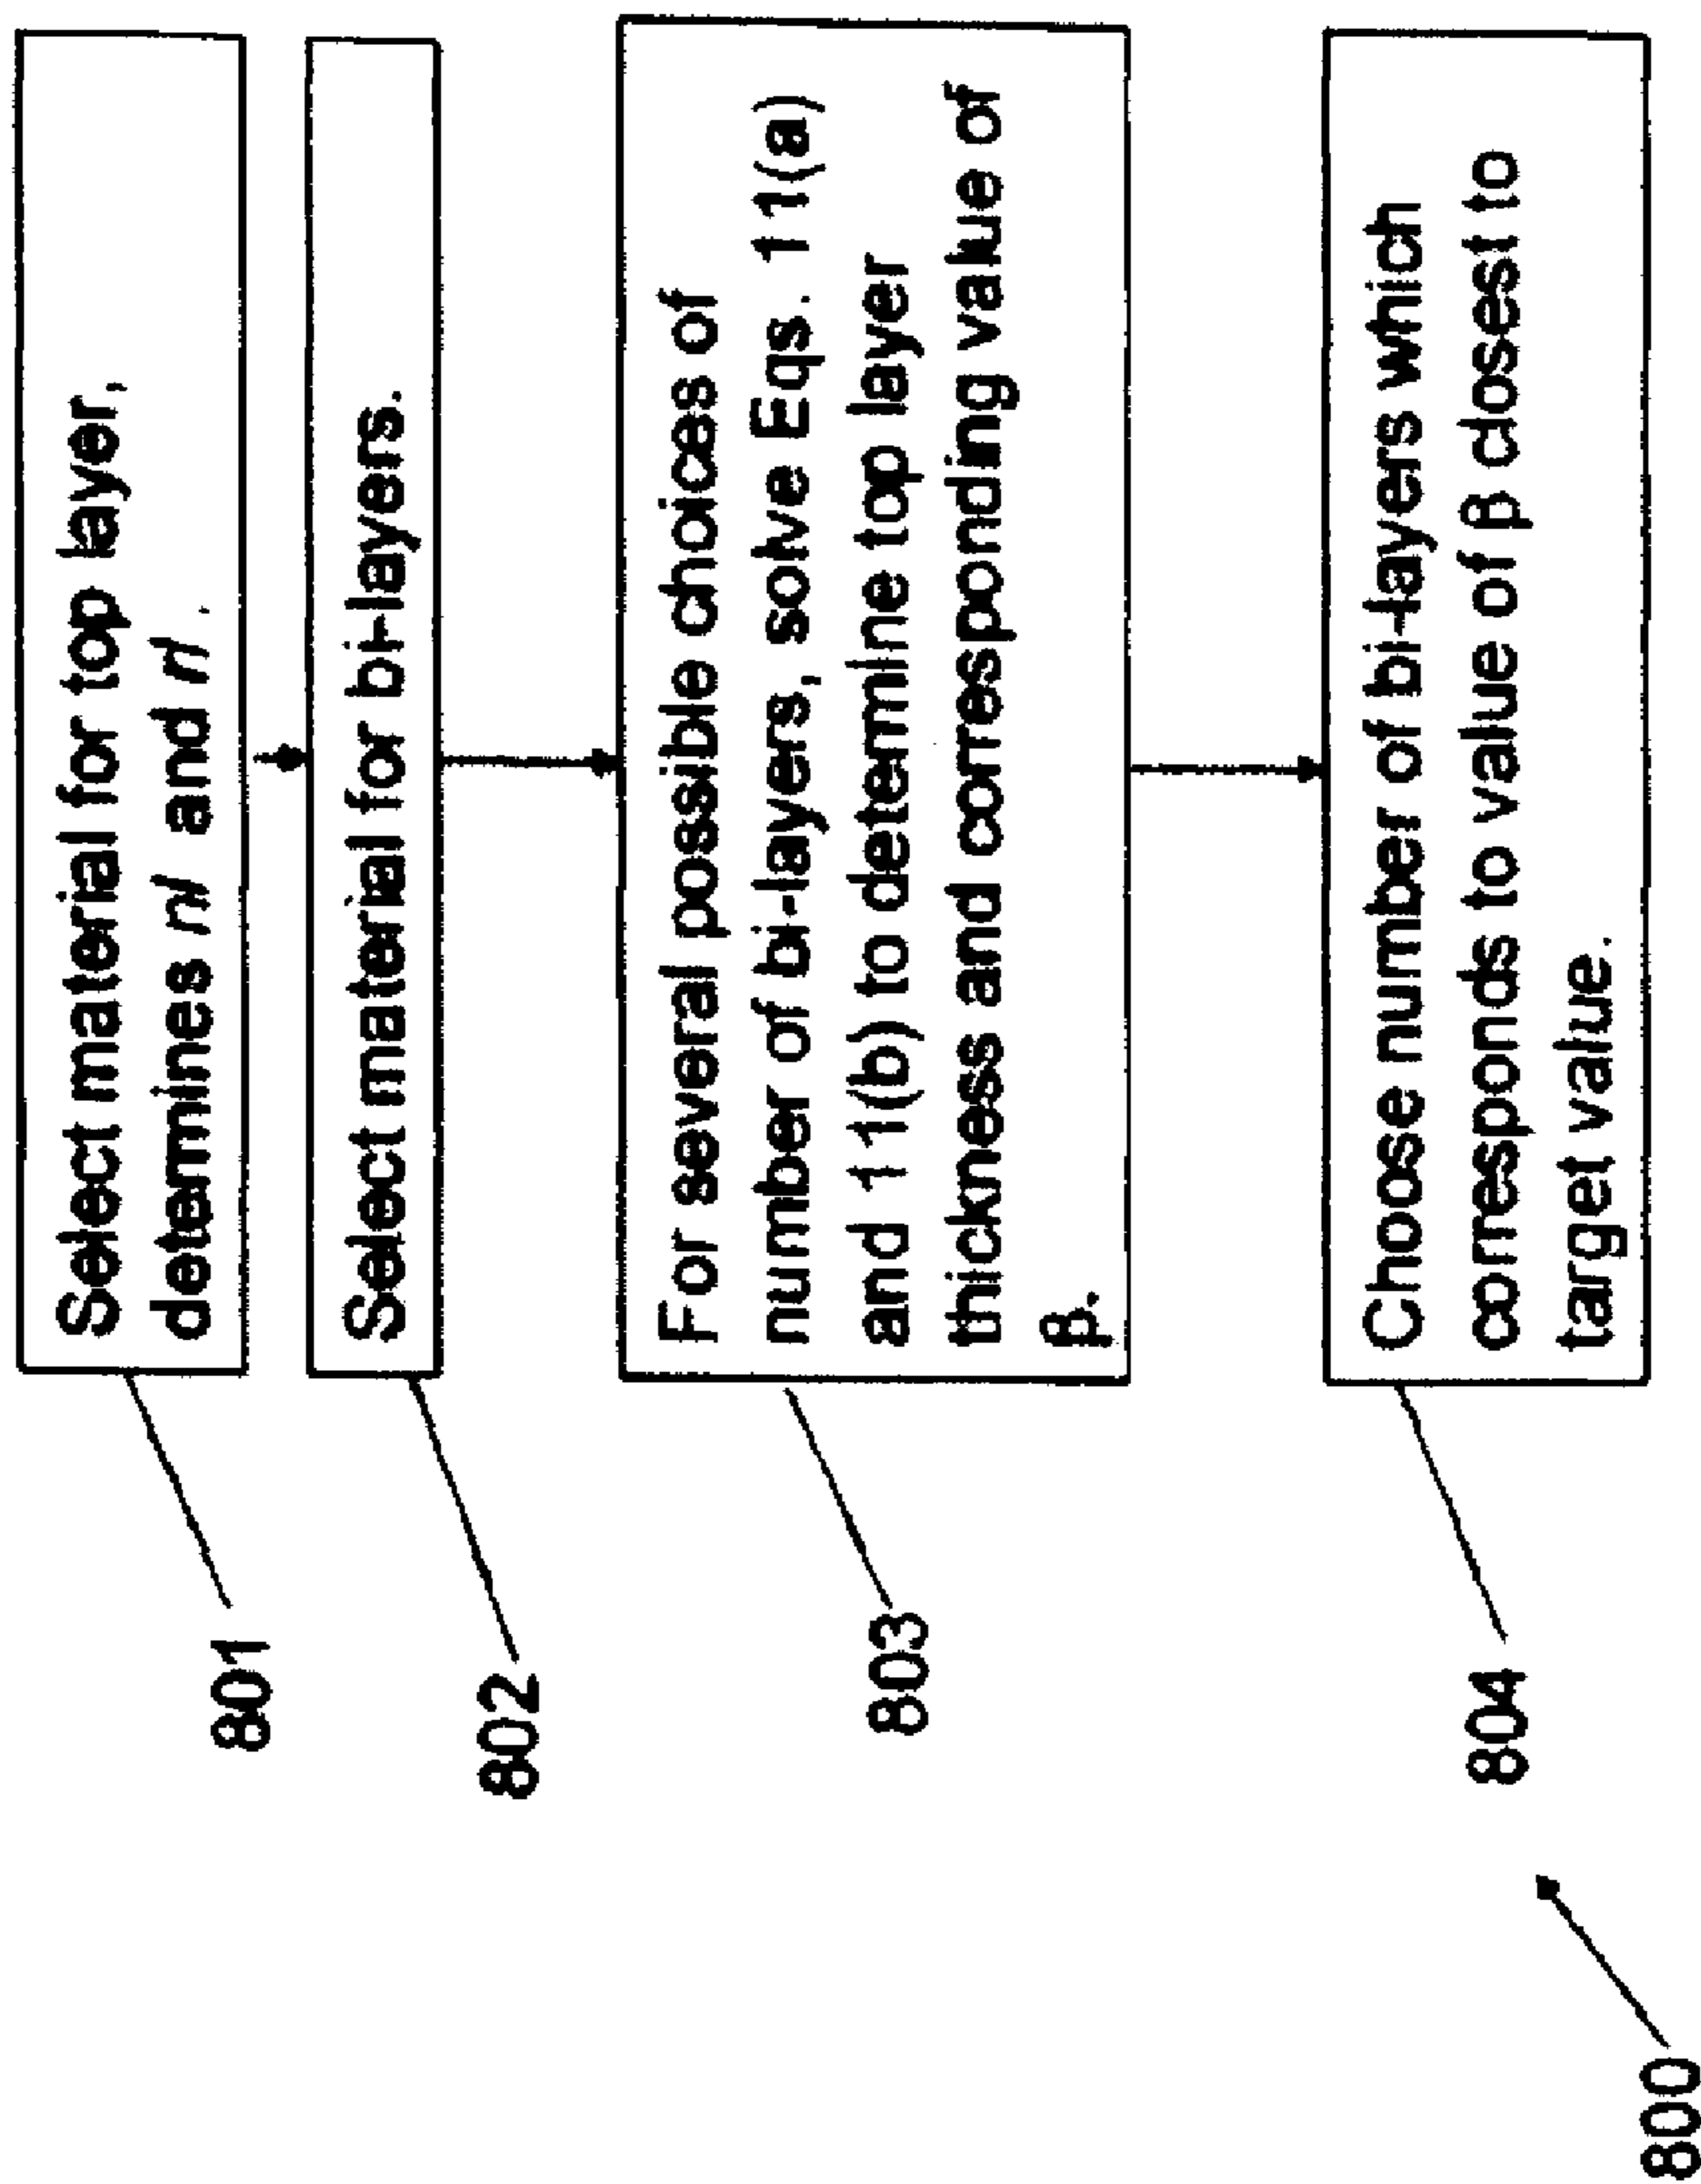 Select material for top layer,
determines nl and rl.
Select material for bi-layers.
For several possible choices of
number of bi-layers, solve Eqs. 11(a)
and 11(b) to determine top layer
thickness and corresponding value of
β.
Choose number of bi-layers which
corresponds to value of β closest to
target value.
801
802
803
804
800